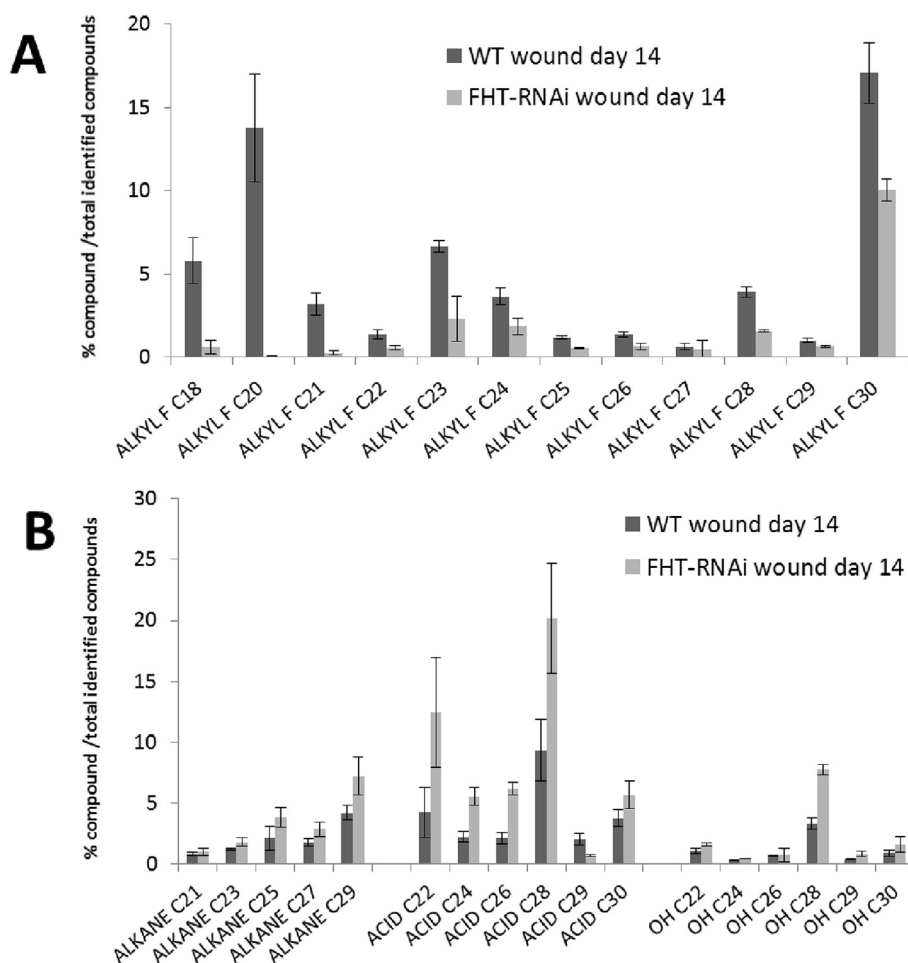 A
% compound /total identified compounds
20
15
10
5
0
WT wound day 14
FHT-RNAi wound day 14
ALKYL F C18
ALKYL F C20
ALKYL F C21
ALKYL F C22
ALKYL F C23
ALKYL F C24
ALKYL F C25
ALKYL F C26
ALKYL F C27
ALKYL F C28
ALKYL F C29
ALKYL F C30
B
% compound /total identified compounds
30
25
20
15
10
5
0
WT wound day 14
FHT-RNAi wound day 14
ALKANE C21
ALKANE C23
ALKANE C25
ALKANE C27
ALKANE C29
ACID C22
ACID C24
ACID C26
ACID C28
ACID C29
ACID C30
OH C22
OH C24
OH C26
OH C28
OH C29
OH C30